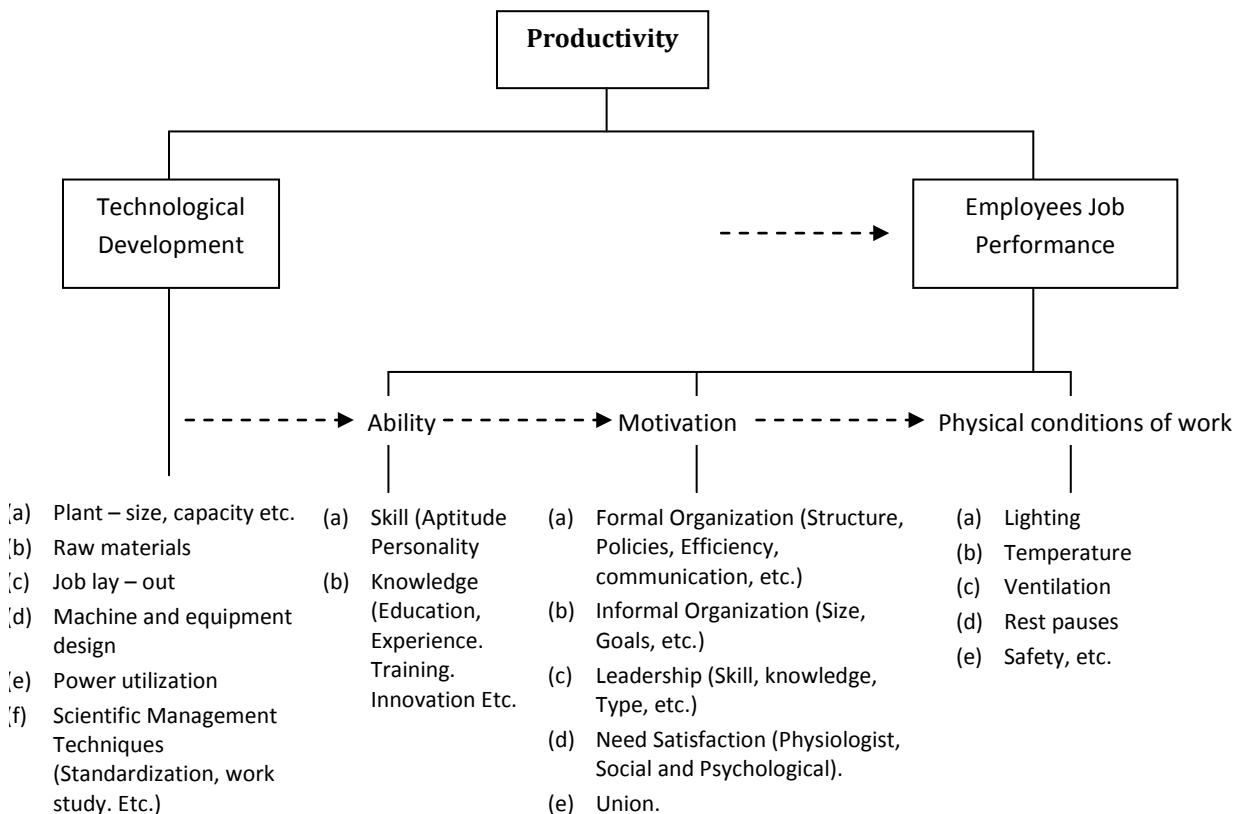 Productivity
Technological
Development
Employees Job
Performance
Ability
Motivation
Physical conditions of work
(a) Plant – size, capacity etc.
(b) Raw materials
(c) Job lay – out
(d) Machine and equipment
design
(e) Power utilization
(f) Scientific Management
Techniques
(Standardization, work
study. Etc.)
(a) Skill (Aptitude
Personality
(b) Knowledge
(Education,
Experience.
Training.
Innovation Etc.
(a) Formal Organization (Structure,
Policies, Efficiency,
communication, etc.)
(b) Informal Organization (Size,
Goals, etc.)
(c) Leadership (Skill, knowledge,
Type, etc.)
(d) Need Satisfaction (Physiologist,
Social and Psychological).
(e) Union.
(a) Lighting
(b) Temperature
(c) Ventilation
(d) Rest pauses
(e) Safety, etc.